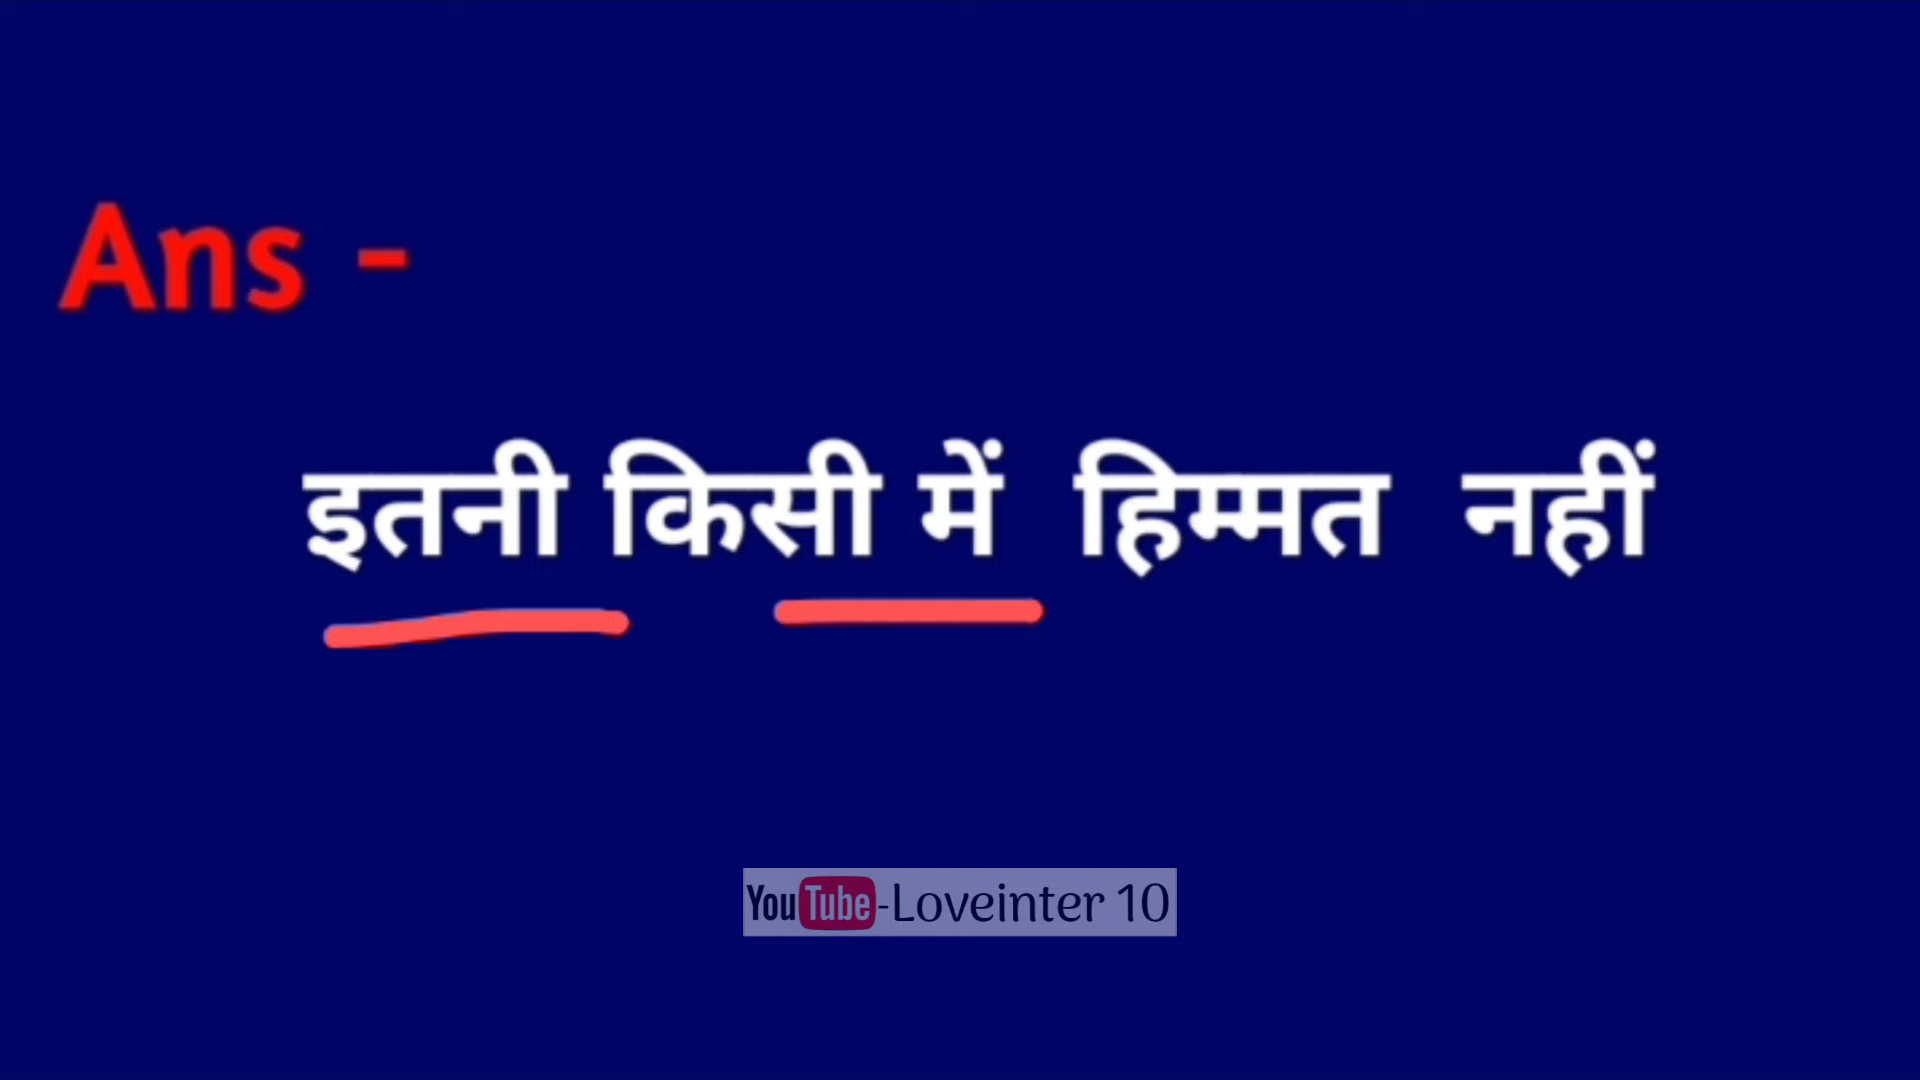 Ans -
इतनी किसी में हिम्मत नहीं
YouTube-Loveinter 10